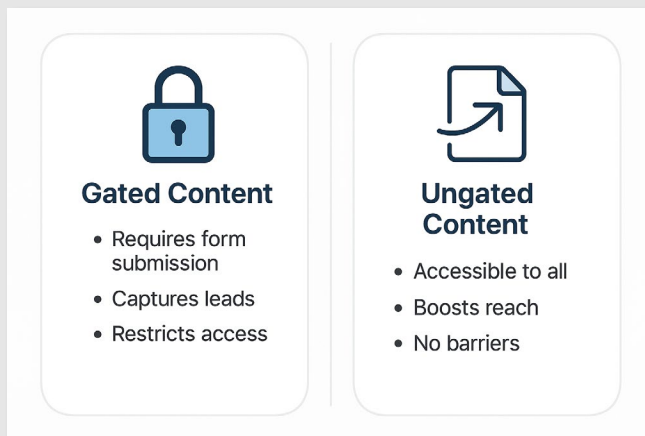 Gated Content
• Requires form
submission
• Captures leads
• Restricts access
Ungated
Content
• Accessible to all
• Boosts reach
• No barriers